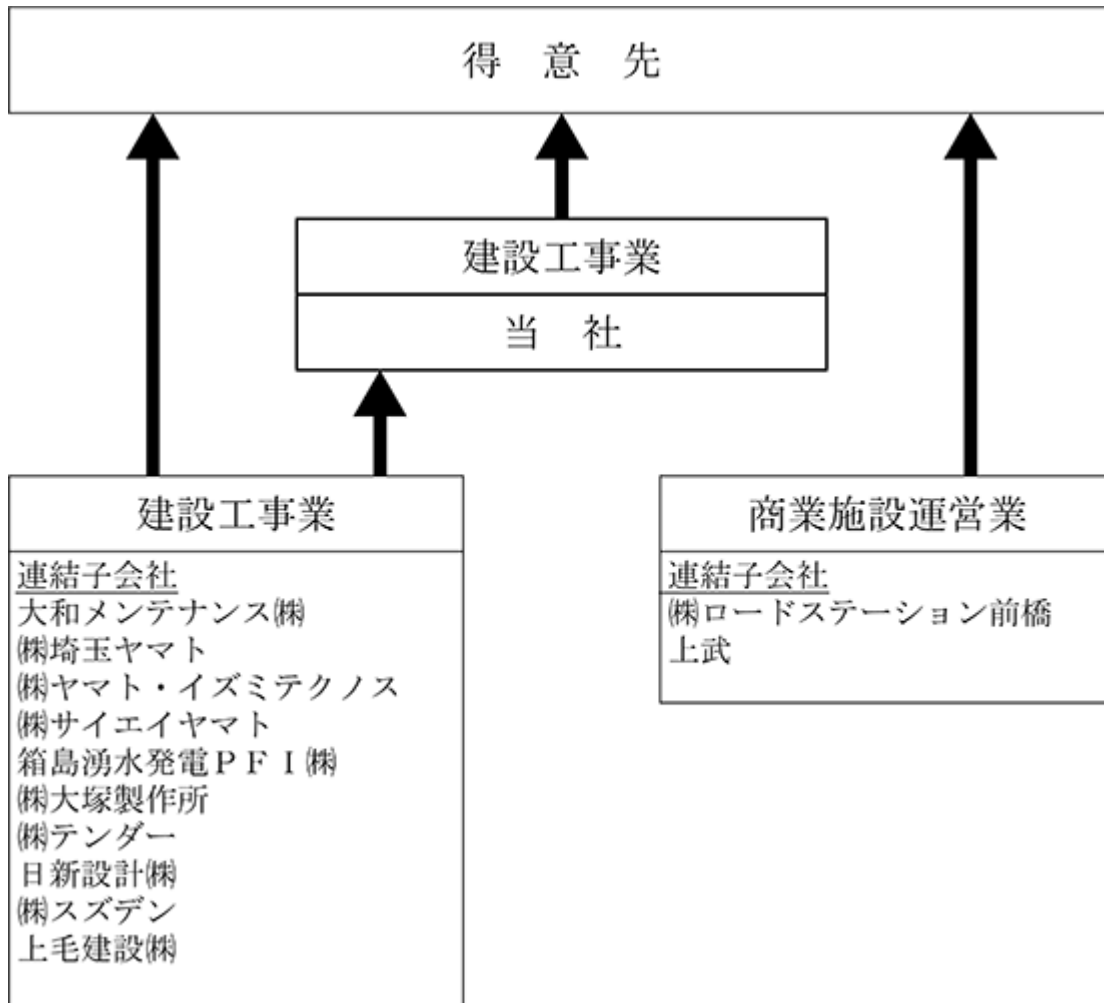 得　意　先
建設工事業
当　社
建設工事業
連結子会社
大和メンテナンス㈱
㈱埼玉ヤマト
㈱ヤマト・イズミテクノス
㈱サイエイヤマト
箱島湧水発電ＰＦＩ㈱
㈱大塚製作所
㈱テンダー
日新設計㈱
㈱スズデン
上毛建設㈱
商業施設運営業
連結子会社
㈱ロードステーション前橋
上武